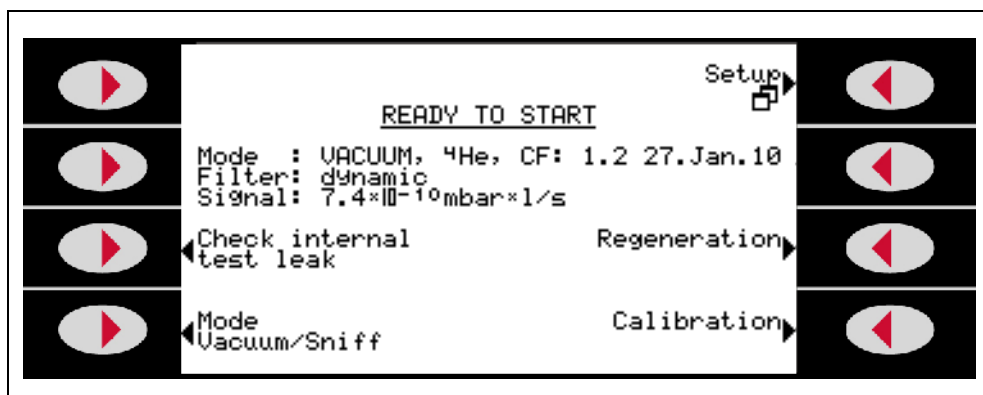 Setup
READY TO START
Mode : VACUUM, ⁴He, CF: 1.2 27.Jan.10
Filter: dynamic
Signal: 7.4×10⁻¹⁰mbar×l/s
Check internal
test leak
Regeneration
Mode
Vacuum/Sniff
Calibration